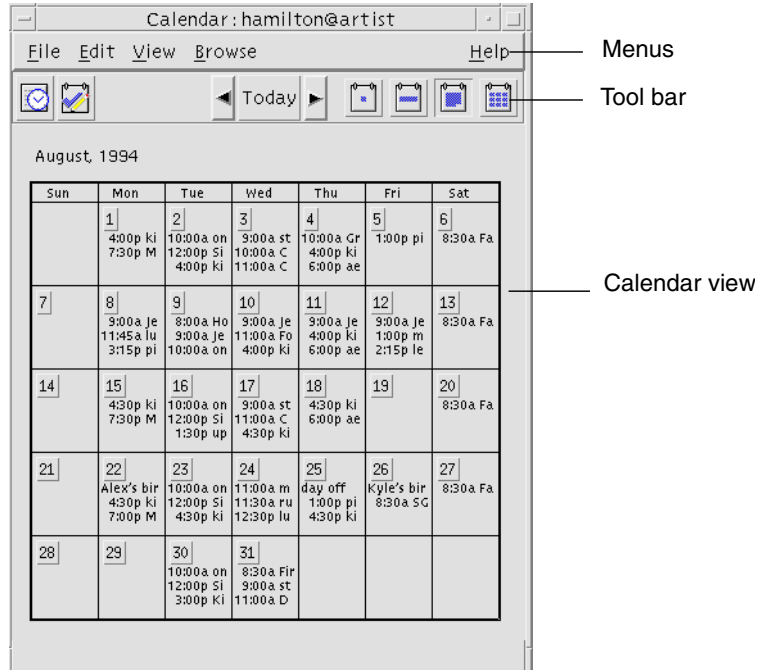 Calendar : hamilton@artist
File Edit View Browse Help
Menus
Today
Tool bar
August, 1994
Sun Mon Tue Wed Thu Fri Sat
1 2 3 4 5 6
4:00p ki 10:00a on 9:00a st 10:00a Gr 1:00p pi 8:30a Fa
7:30p M 12:00p Si 10:00a C 4:00p ki
4:00p ki 11:00a C 6:00p ae
Calendar view
7 8 9 10 11 12 13
9:00a Je 8:00a Ho 9:00a Je 9:00a Je 9:00a Je 8:30a Fa
11:45a lu 9:00a Je 11:00a Fo 4:00p ki 1:00p m
3:15p pi 10:00a on 4:00p ki 6:00p ae 2:15p le
14 15 16 17 18 19 20
4:30p ki 10:00a on 9:00a st 4:30p ki 8:30a Fa
7:30p M 12:00p Si 11:00a C 6:00p ae
1:30p up 4:30p ki
21 22 23 24 25 26 27
Alex's bir 10:00a on 11:00a m day off Kyle's bir 8:30a Fa
4:30p ki 12:00p Si 11:30a ru 1:00p pi 8:30a SG
7:00p M 4:30p ki 12:30p lu 4:30p ki
28 29 30 31
10:00a on 8:30a Fir
12:00p Si 9:00a st
3:00p Ki 11:00a D